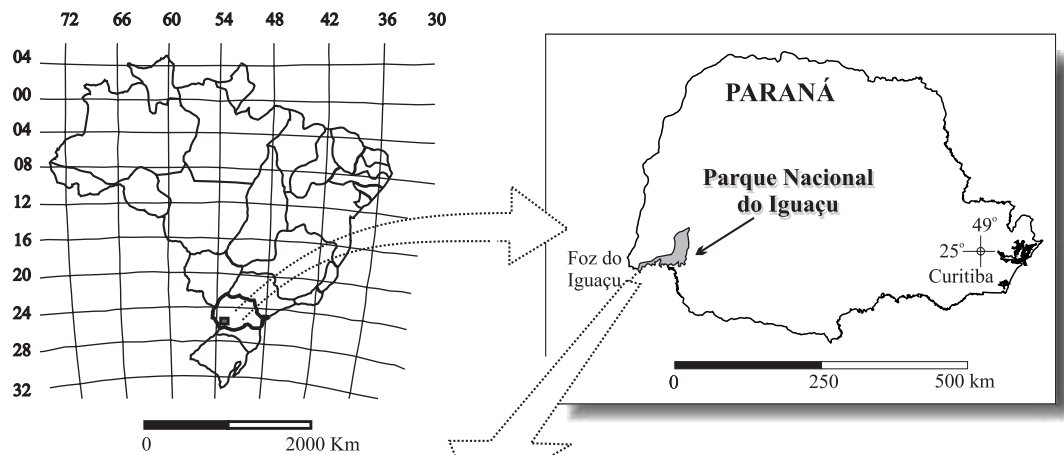 72 66 60 54 48 42 36 30
04
00
04
08
12
16
20
24
28
32
0 2000 Km
PARANÁ
Parque Nacional
do Iguaçu
Foz do
Iguaçu
49°
25°
Curitiba
0 250 500 km